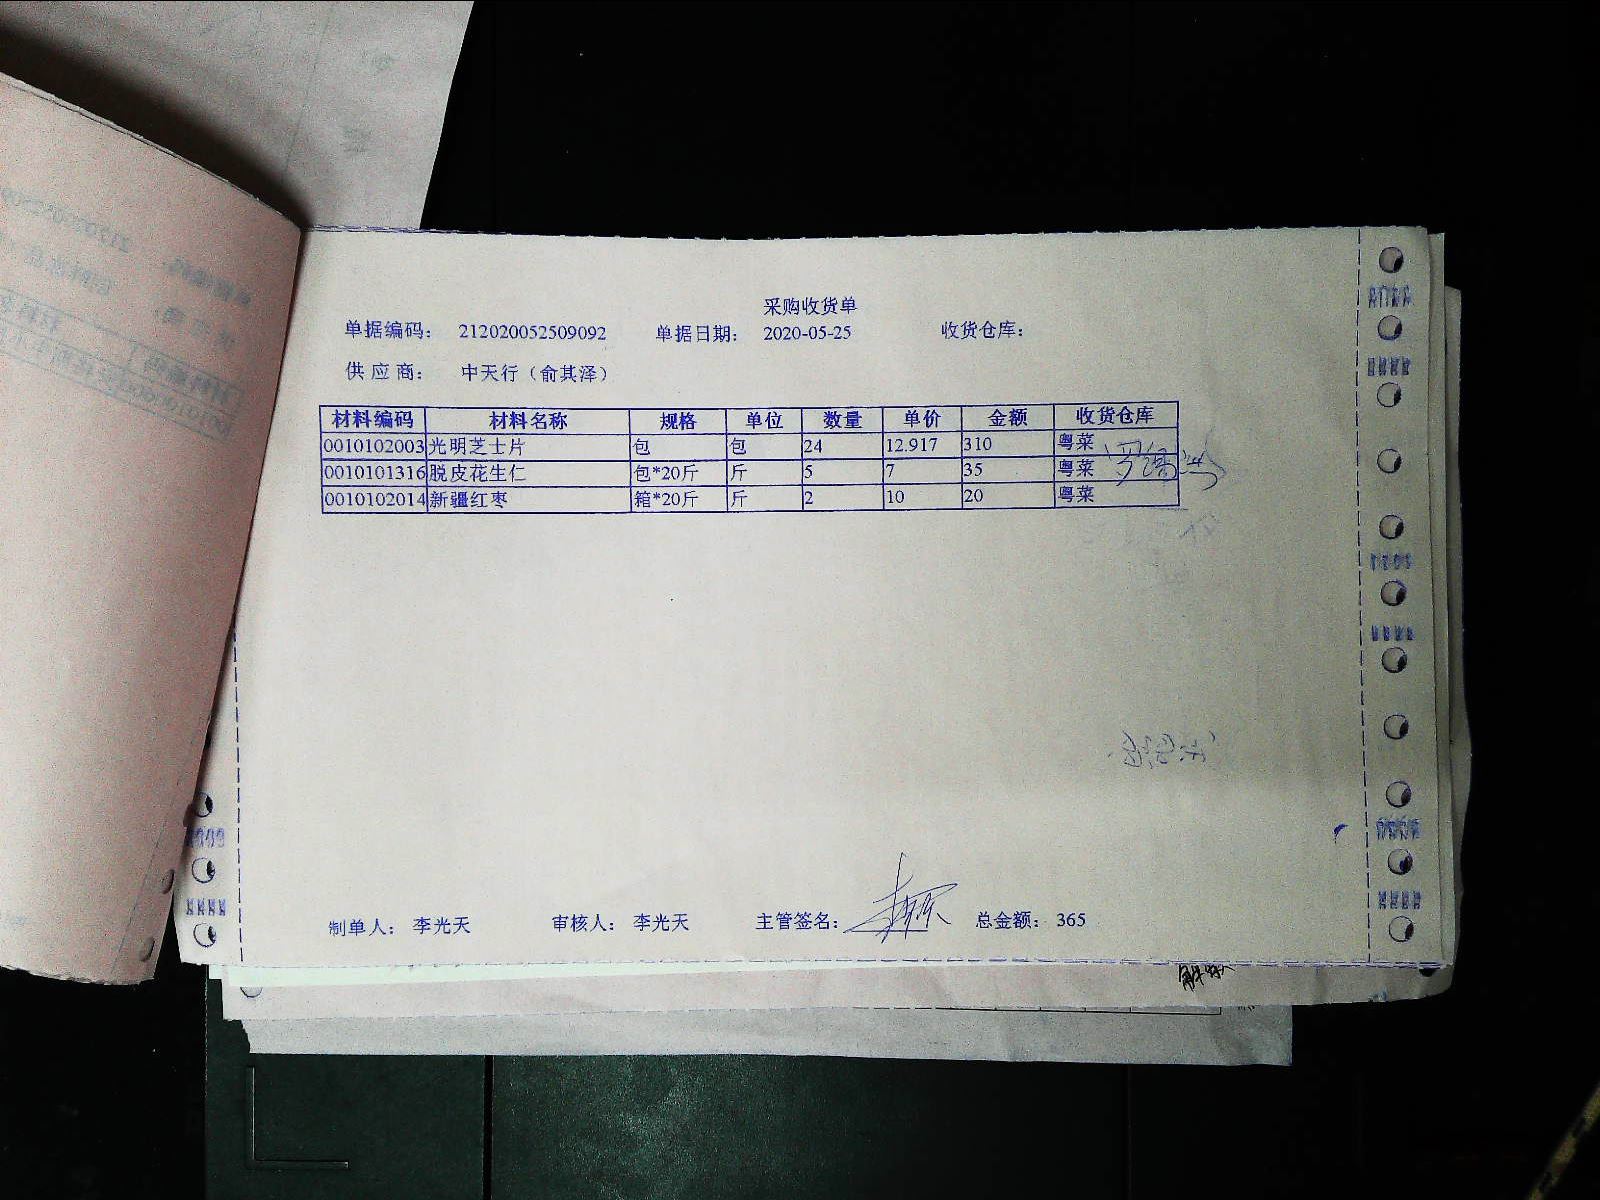 采购收货单
单据编码： 212020052509092 单据日期： 2020-05-25 收货仓库：
供应商： 中天行（俞其泽）
材料编码 材料名称 规格 单位 数量 单价 金额 收货仓库
0010102003 光明芝士片 包 包 24 12.917 310 粤菜
0010101316 脱皮花生仁 包*20斤 斤 5 7 35 粤菜
0010102014 新疆红枣 箱*20斤 斤 2 10 20 粤菜
制单人： 李光天 审核人： 李光天 主管签名： 总金额： 365